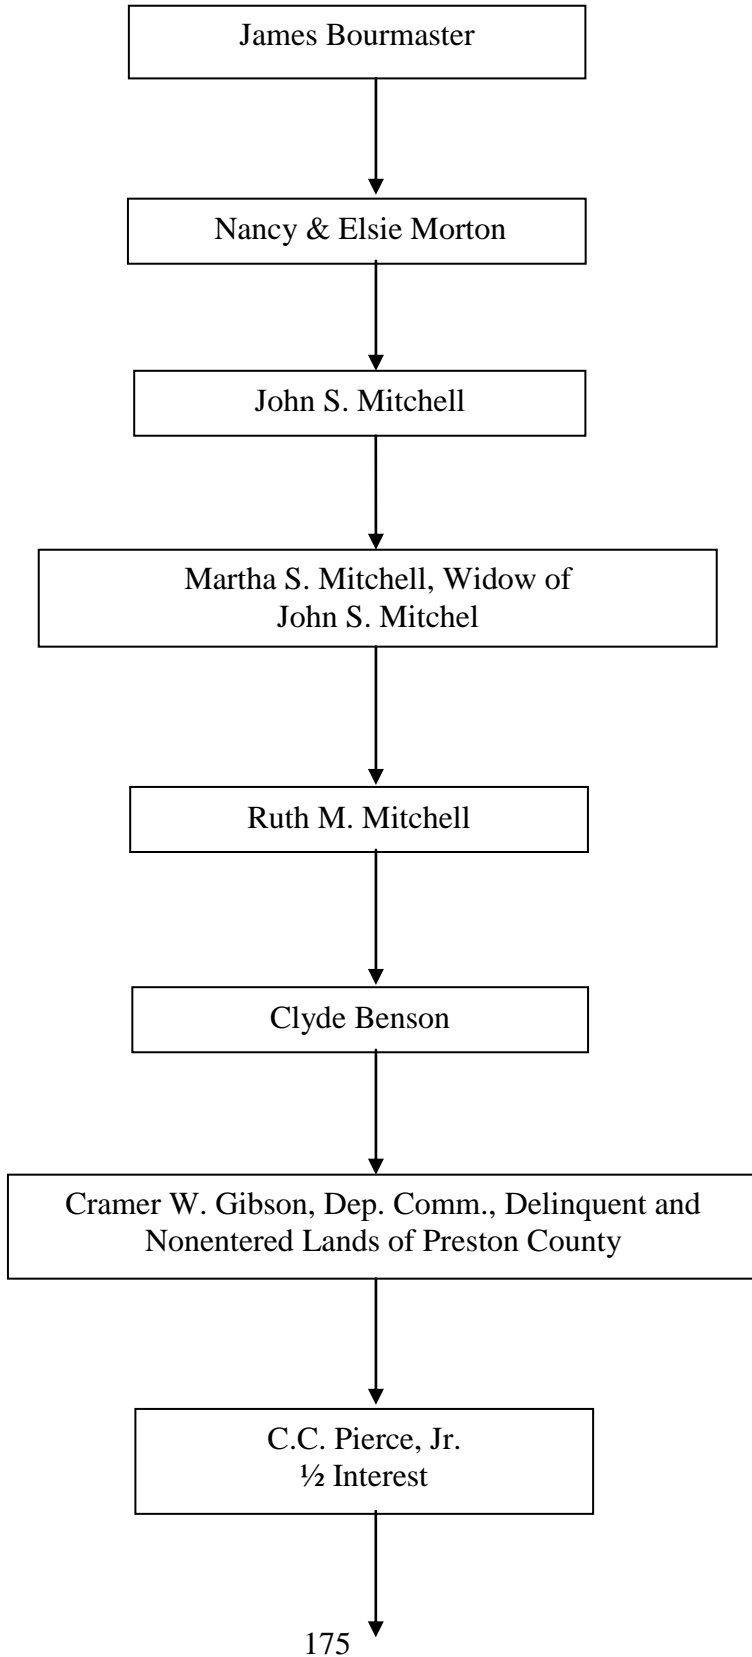 James Bourmaster
Nancy & Elsie Morton
John S. Mitchell
Martha S. Mitchell, Widow of
John S. Mitchel
Ruth M. Mitchell
Clyde Benson
Cramer W. Gibson, Dep. Comm., Delinquent and
Nonentered Lands of Preston County
C.C. Pierce, Jr.
½ Interest
175